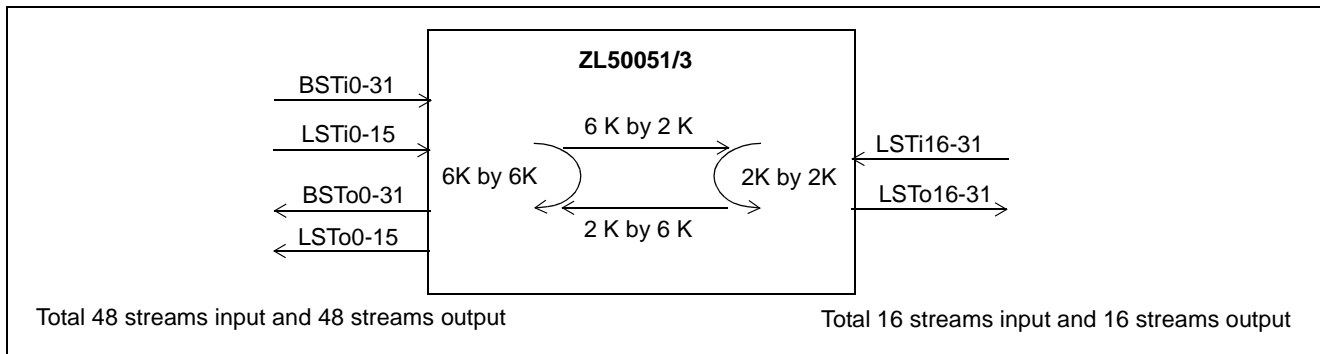 ZL50051/3
BSTi0-31
LSTi0-15
BSTo0-31
LSTo0-15
6K by 6K
6 K by 2 K
2 K by 6 K
2K by 2K
LSTi16-31
LSTo16-31
Total 48 streams input and 48 streams output
Total 16 streams input and 16 streams output